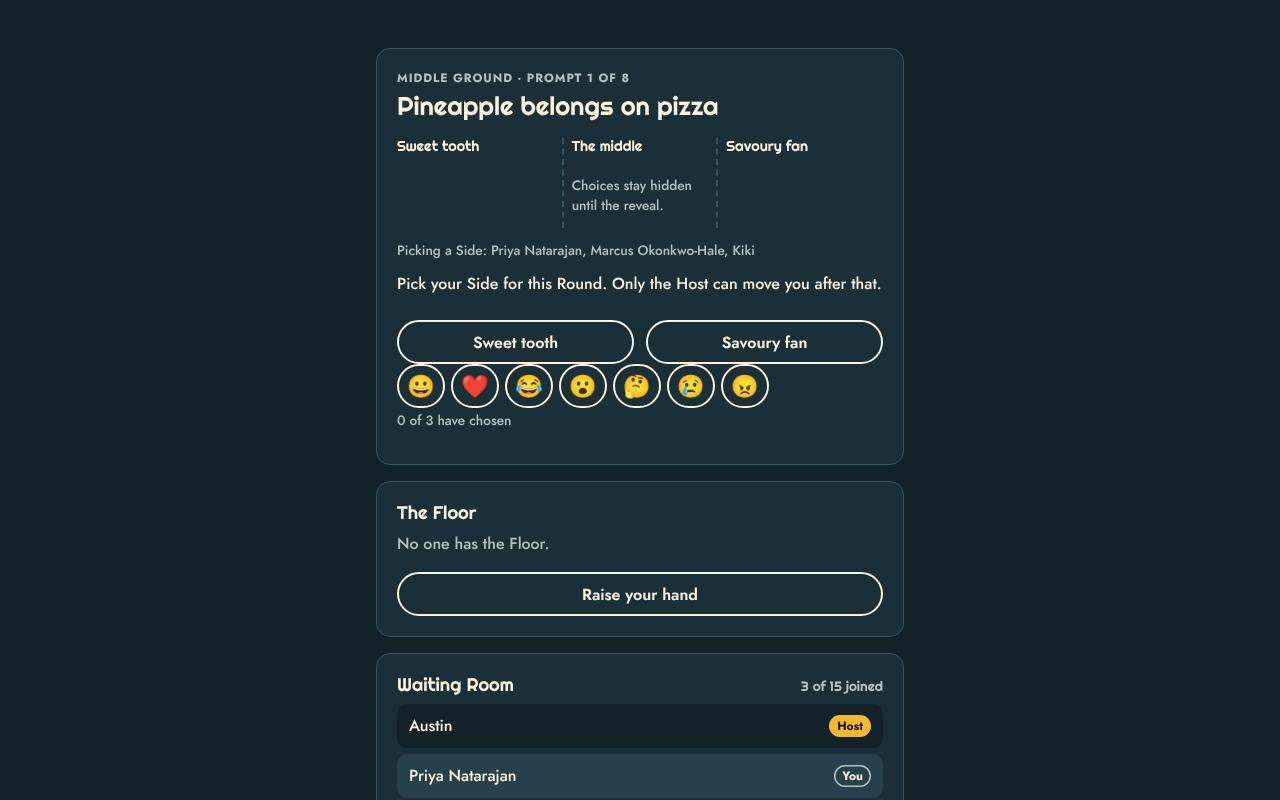 MIDDLE GROUND · PROMPT 1 OF 8
Pineapple belongs on pizza
Sweet tooth
The middle
Savoury fan
Choices stay hidden
until the reveal.
Picking a Side: Priya Natarajan, Marcus Okonkwo-Hale, Kiki
Pick your Side for this Round. Only the Host can move you after that.
Sweet tooth
Savoury fan
0 of 3 have chosen
The Floor
No one has the Floor.
Raise your hand
Waiting Room
3 of 15 joined
Austin
Host
Priya Natarajan
You